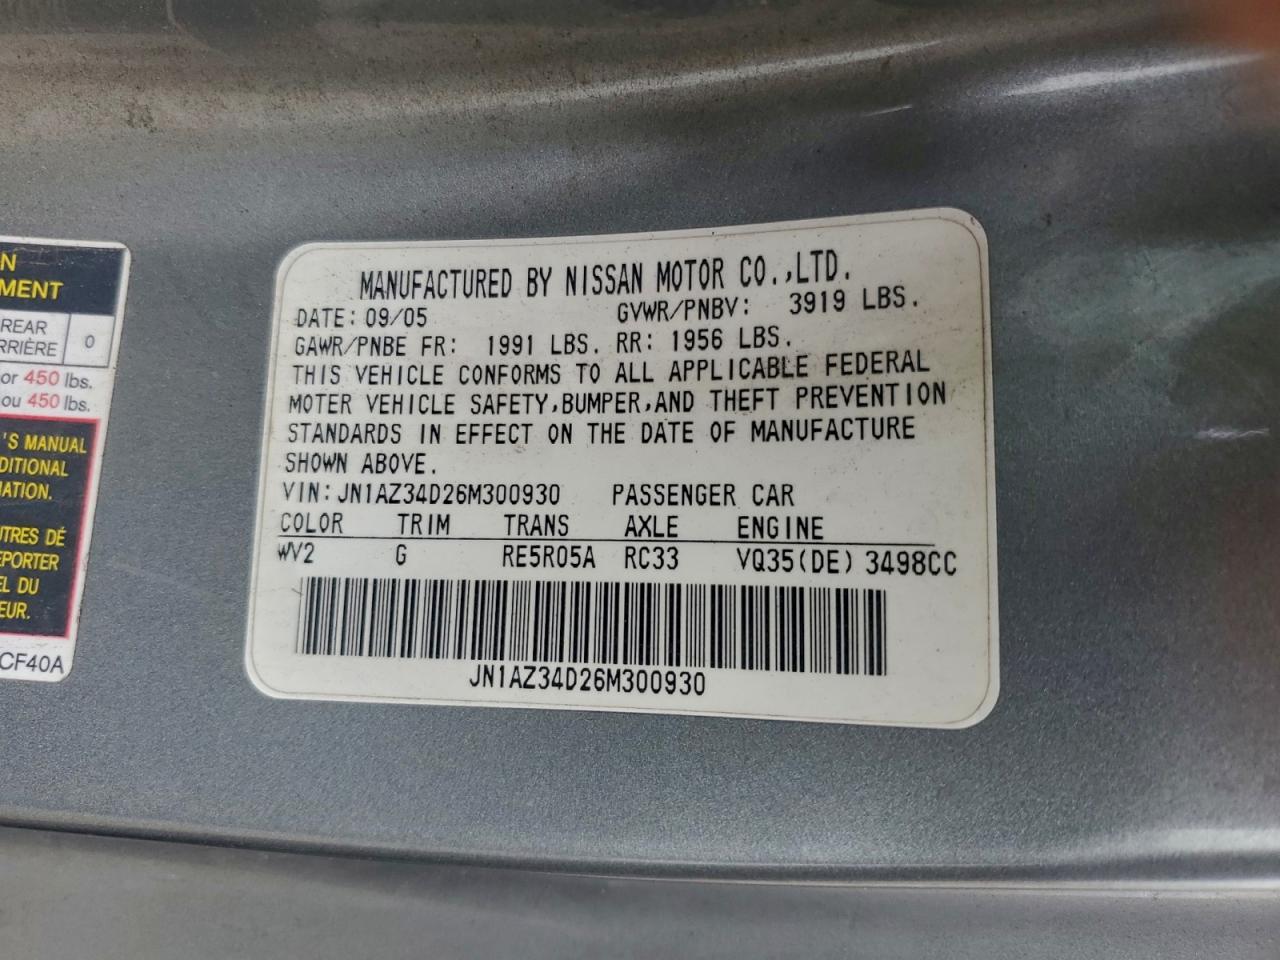 N
MENT
REAR
RRIÈRE 0
or 450 lbs.
ou 450 lbs.
'S MANUAL
DITIONAL
MATION.
UTRES DÉ
EPORTER
EL DU
EUR.
CF40A
MANUFACTURED BY NISSAN MOTOR CO.,LTD.
DATE: 09/05 GVWR/PNBV: 3919 LBS.
GAWR/PNBE FR: 1991 LBS. RR: 1956 LBS.
THIS VEHICLE CONFORMS TO ALL APPLICABLE FEDERAL
MOTER VEHICLE SAFETY,BUMPER,AND THEFT PREVENTION
STANDARDS IN EFFECT ON THE DATE OF MANUFACTURE
SHOWN ABOVE.
VIN: JN1AZ34D26M300930 PASSENGER CAR
COLOR TRIM TRANS AXLE ENGINE
WV2 G RE5R05A RC33 VQ35(DE) 3498CC
JN1AZ34D26M300930